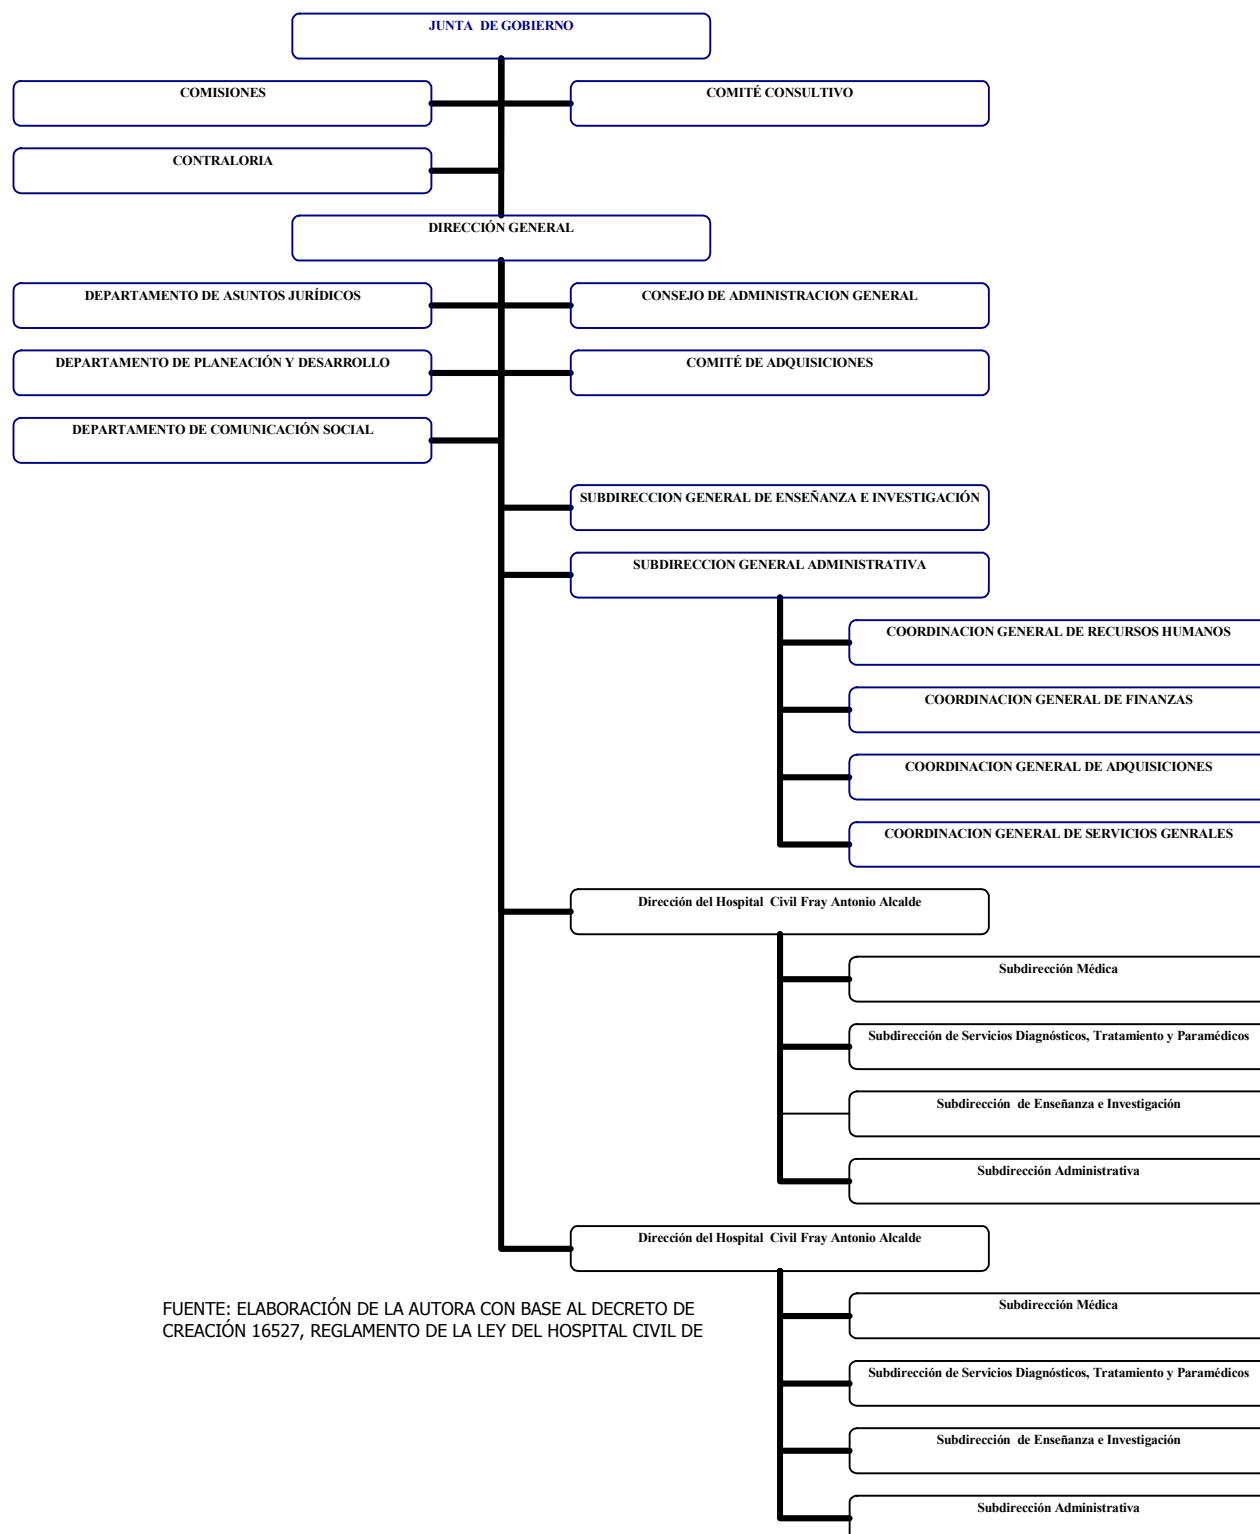 JUNTA DE GOBIERNO
COMISIONES
COMITÉ CONSULTIVO
CONTRALORIA
DIRECCIÓN GENERAL
DEPARTAMENTO DE ASUNTOS JURÍDICOS
CONSEJO DE ADMINISTRACION GENERAL
DEPARTAMENTO DE PLANEACIÓN Y DESARROLLO
COMITÉ DE ADQUISICIONES
DEPARTAMENTO DE COMUNICACIÓN SOCIAL
SUBDIRECCION GENERAL DE ENSEÑANZA E INVESTIGACIÓN
SUBDIRECCION GENERAL ADMINISTRATIVA
COORDINACION GENERAL DE RECURSOS HUMANOS
COORDINACION GENERAL DE FINANZAS
COORDINACION GENERAL DE ADQUISICIONES
COORDINACION GENERAL DE SERVICIOS GENRALES
Dirección del Hospital Civil Fray Antonio Alcalde
Subdirección Médica
Subdirección de Servicios Diagnósticos, Tratamiento y Paramédicos
Subdirección de Enseñanza e Investigación
Subdirección Administrativa
Dirección del Hospital Civil Fray Antonio Alcalde
Subdirección Médica
Subdirección de Servicios Diagnósticos, Tratamiento y Paramédicos
Subdirección de Enseñanza e Investigación
Subdirección Administrativa
FUENTE: ELABORACIÓN DE LA AUTORA CON BASE AL DECRETO DE
CREACIÓN 16527, REGLAMENTO DE LA LEY DEL HOSPITAL CIVIL DE